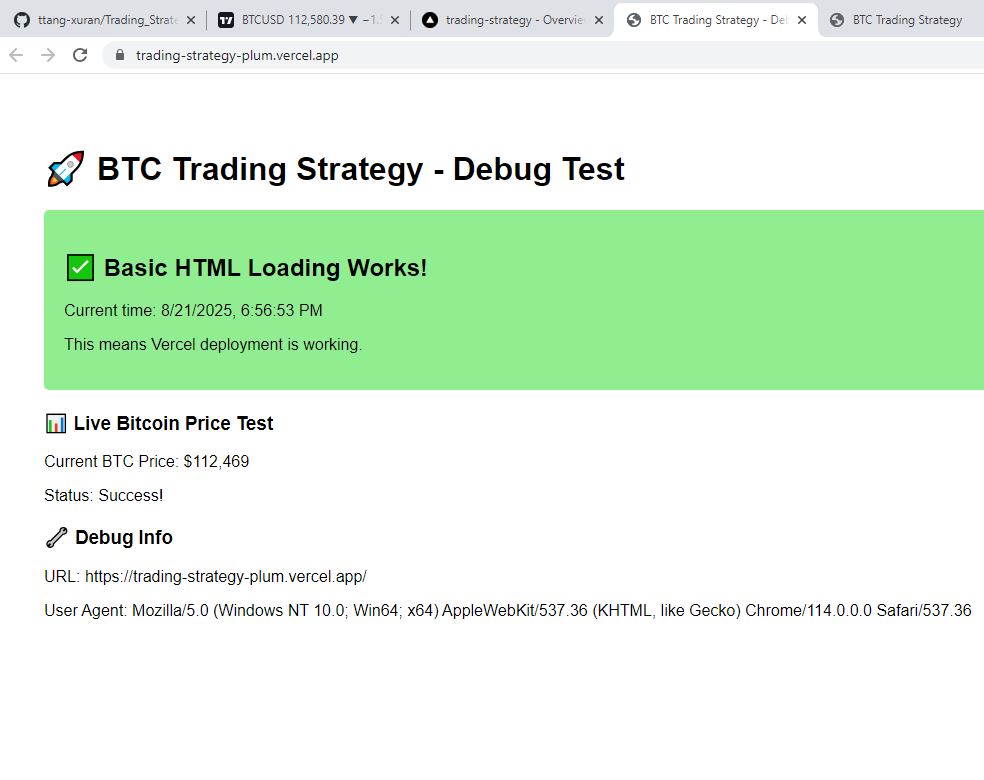 ttang-xuran/Trading_Strate
BTCUSD 112,580.39 ▼ −1.5
trading-strategy - Overvie
BTC Trading Strategy - De
BTC Trading Strategy
trading-strategy-plum.vercel.app
🚀 BTC Trading Strategy - Debug Test
✅ Basic HTML Loading Works!
Current time: 8/21/2025, 6:56:53 PM
This means Vercel deployment is working.
📊 Live Bitcoin Price Test
Current BTC Price: $112,469
Status: Success!
🔧 Debug Info
URL: https://trading-strategy-plum.vercel.app/
User Agent: Mozilla/5.0 (Windows NT 10.0; Win64; x64) AppleWebKit/537.36 (KHTML, like Gecko) Chrome/114.0.0.0 Safari/537.36